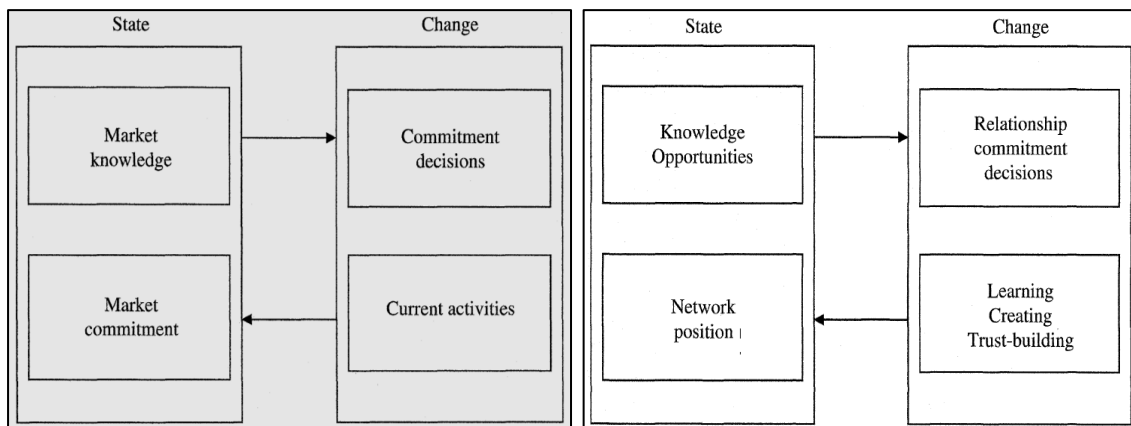 State
Change
Market
knowledge
Commitment
decisions
Market
commitment
Current activities
State
Change
Knowledge
Opportunities
Relationship
commitment
decisions
Network
position
Learning
Creating
Trust-building